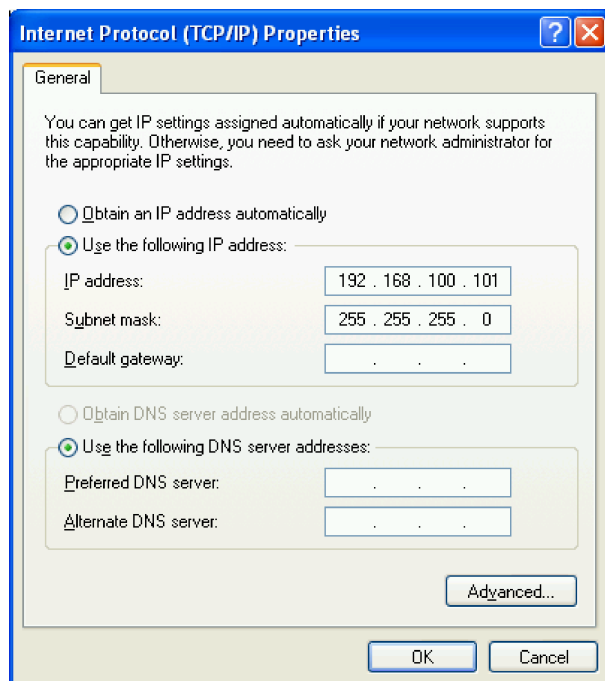 Internet Protocol (TCP/IP) Properties
General
You can get IP settings assigned automatically if your network supports
this capability. Otherwise, you need to ask your network administrator for
the appropriate IP settings.
Obtain an IP address automatically
Use the following IP address:
IP address: 192 . 168 . 100 . 101
Subnet mask: 255 . 255 . 255 . 0
Default gateway: . . .
Obtain DNS server address automatically
Use the following DNS server addresses:
Preferred DNS server: . . .
Alternate DNS server: . . .
Advanced...
OK Cancel